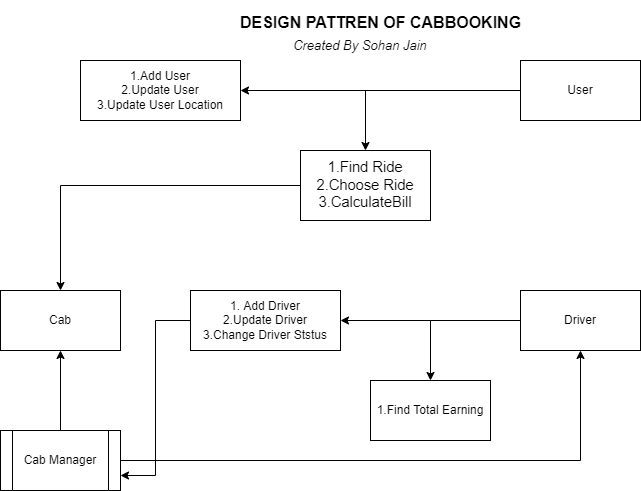 DESIGN PATTREN OF CABBOOKING
Created By Sohan Jain
1.Add User
2.Update User
3.Update User Location
User
1.Find Ride
2.Choose Ride
3.CalculateBill
Cab
1. Add Driver
2.Update Driver
3.Change Driver Ststus
Driver
1.Find Total Earning
Cab Manager